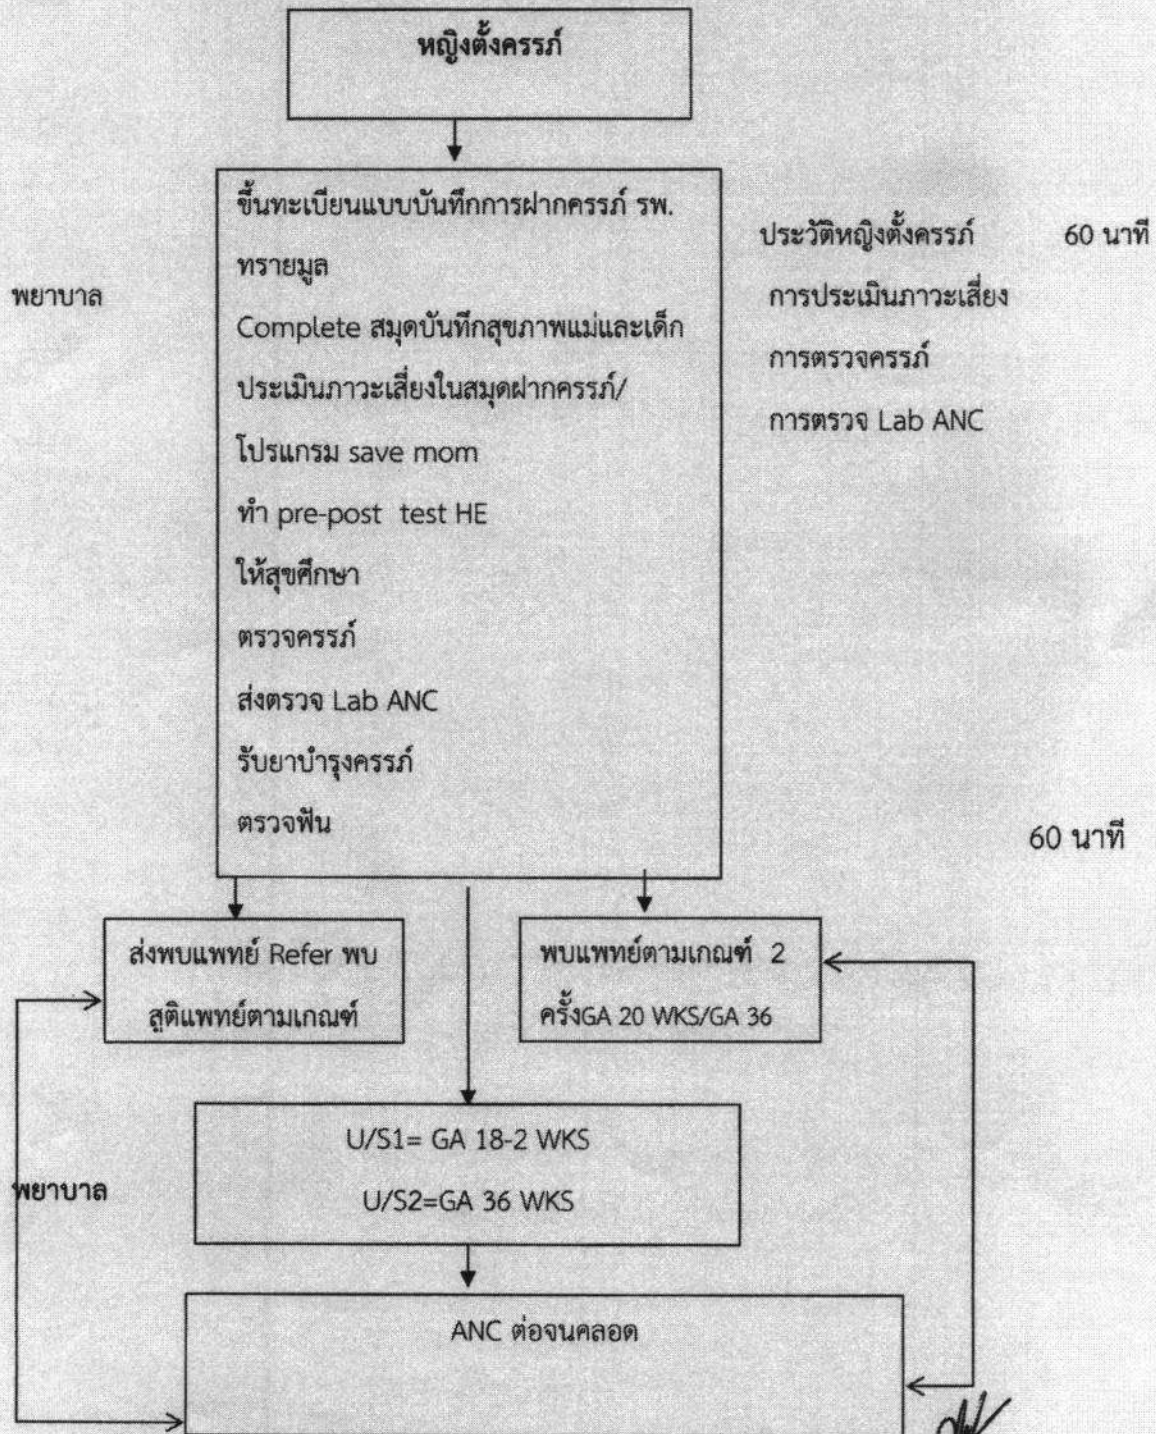 หญิงตั้งครรภ์
ขึ้นทะเบียนแบบบันทึกการฝากครรภ์ รพ.
ทรายมูล
Complete สมุดบันทึกสุขภาพแม่และเด็ก
ประเมินภาวะเสี่ยงในสมุดฝากครรภ์/
โปรแกรม save mom
ทำ pre-post test HE
ให้สุขศึกษา
ตรวจครรภ์
ส่งตรวจ Lab ANC
รับยาบำรุงครรภ์
ตรวจฟัน
พยาบาล
ประวัติหญิงตั้งครรภ์ 60 นาที
การประเมินภาวะเสี่ยง
การตรวจครรภ์
การตรวจ Lab ANC
60 นาที
ส่งพบแพทย์ Refer พบ
สูติแพทย์ตามเกณฑ์
พบแพทย์ตามเกณฑ์ 2
ครั้งGA 20 WKS/GA 36
U/S1= GA 18-2 WKS
U/S2=GA 36 WKS
พยาบาล
ANC ต่อจนคลอด